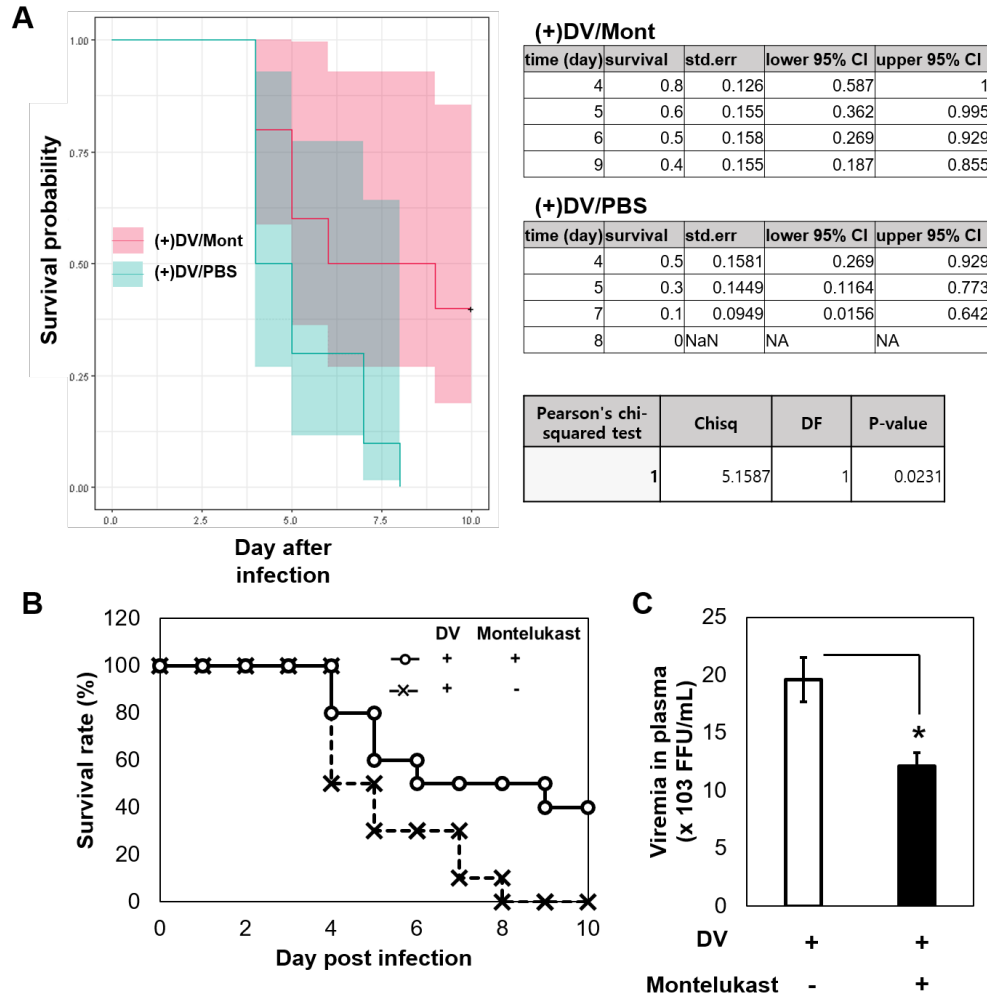 A
1.00
0.75
0.50
0.25
0.00
Survival probability
(+)DV/Mont
(+)DV/PBS
0.0 2.5 5.0 7.5 10.0
Day after
infection
(+)DV/Mont
time (day) survival std.err lower 95% CI upper 95% CI
4 0.8 0.126 0.587 1
5 0.6 0.155 0.362 0.995
6 0.5 0.158 0.269 0.929
9 0.4 0.155 0.187 0.855
(+)DV/PBS
time (day) survival std.err lower 95% CI upper 95% CI
4 0.5 0.1581 0.269 0.929
5 0.3 0.1449 0.1164 0.773
7 0.1 0.0949 0.0156 0.642
8 0 NaN NA NA
Pearson's chi-
squared test Chisq DF P-value
1 5.1587 1 0.0231
B
120
100
80
60
40
20
0
Survival rate (%)
DV Montelukast
+ +
+ -
0 2 4 6 8 10
Day post infection
C
25
20
15
10
5
0
Viremia in plasma
(x 103 FFU/mL)
*
DV + +
Montelukast - +